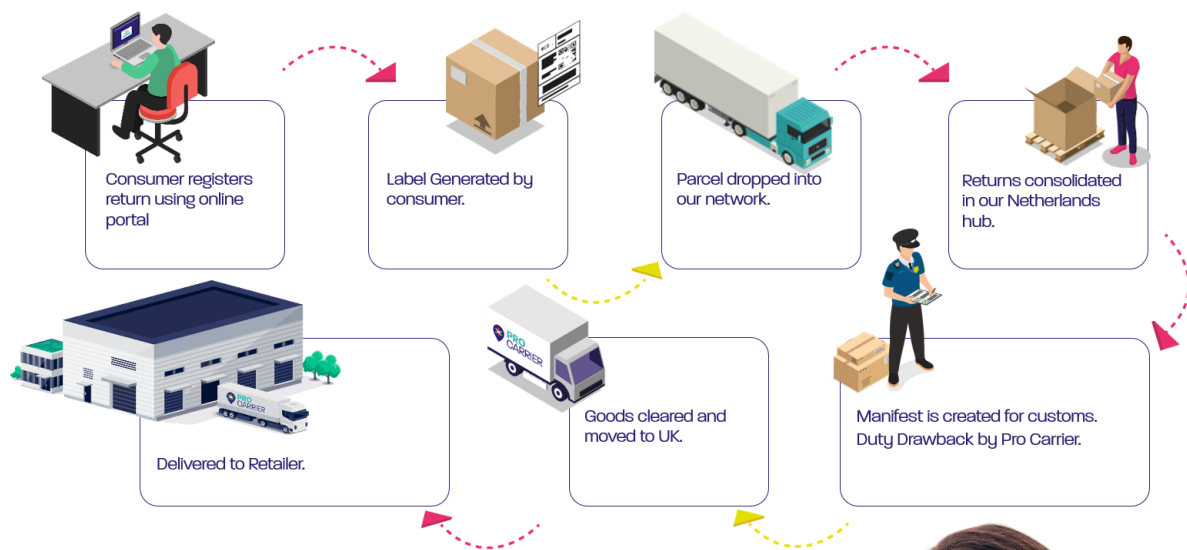 Consumer registers
return using online
portal
Label Generated by
consumer.
Parcel dropped into
our network.
Returns consolidated
in our Netherlands
hub.
Manifest is created for customs.
Duty Drawback by Pro Carrier.
PRO
CARRIER
Goods cleared and
moved to UK.
PRO
CARRIER
Delivered to Retailer.